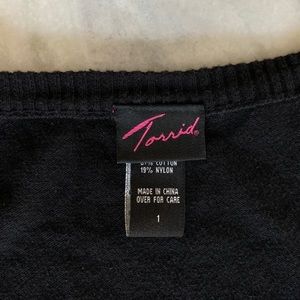 Torrid®
COTTON
19% NYLON
MADE IN CHINA
OVER FOR CARE
1